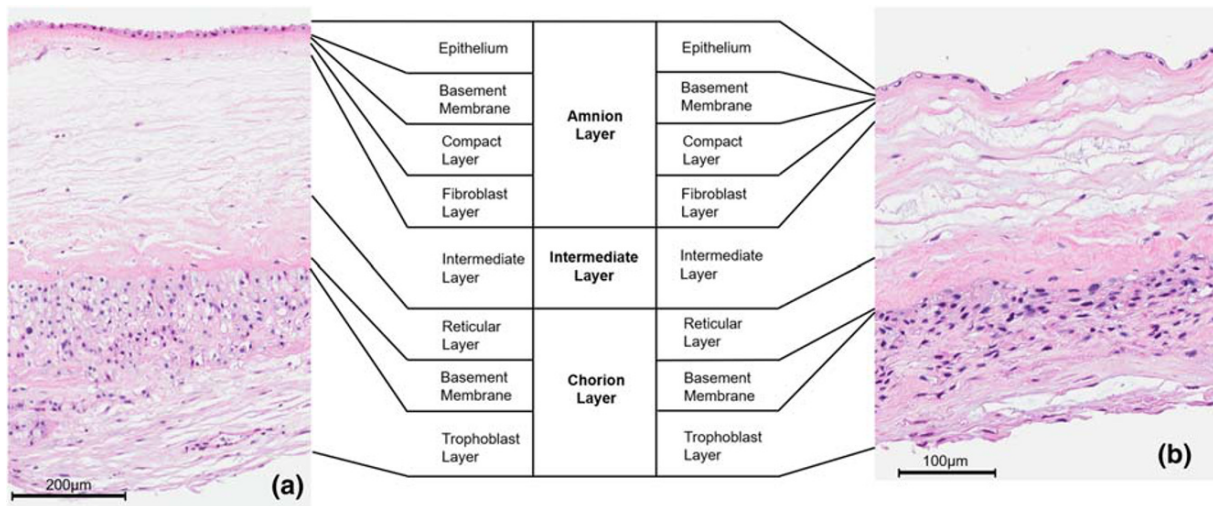 Epithelium
Basement
Membrane
Compact
Layer
Fibroblast
Layer
Intermediate
Layer
Reticular
Layer
Basement
Membrane
Trophoblast
Layer
Amnion
Layer
Intermediate
Layer
Chorion
Layer
Epithelium
Basement
Membrane
Compact
Layer
Fibroblast
Layer
Intermediate
Layer
Reticular
Layer
Basement
Membrane
Trophoblast
Layer
200µm
(a)
100µm
(b)